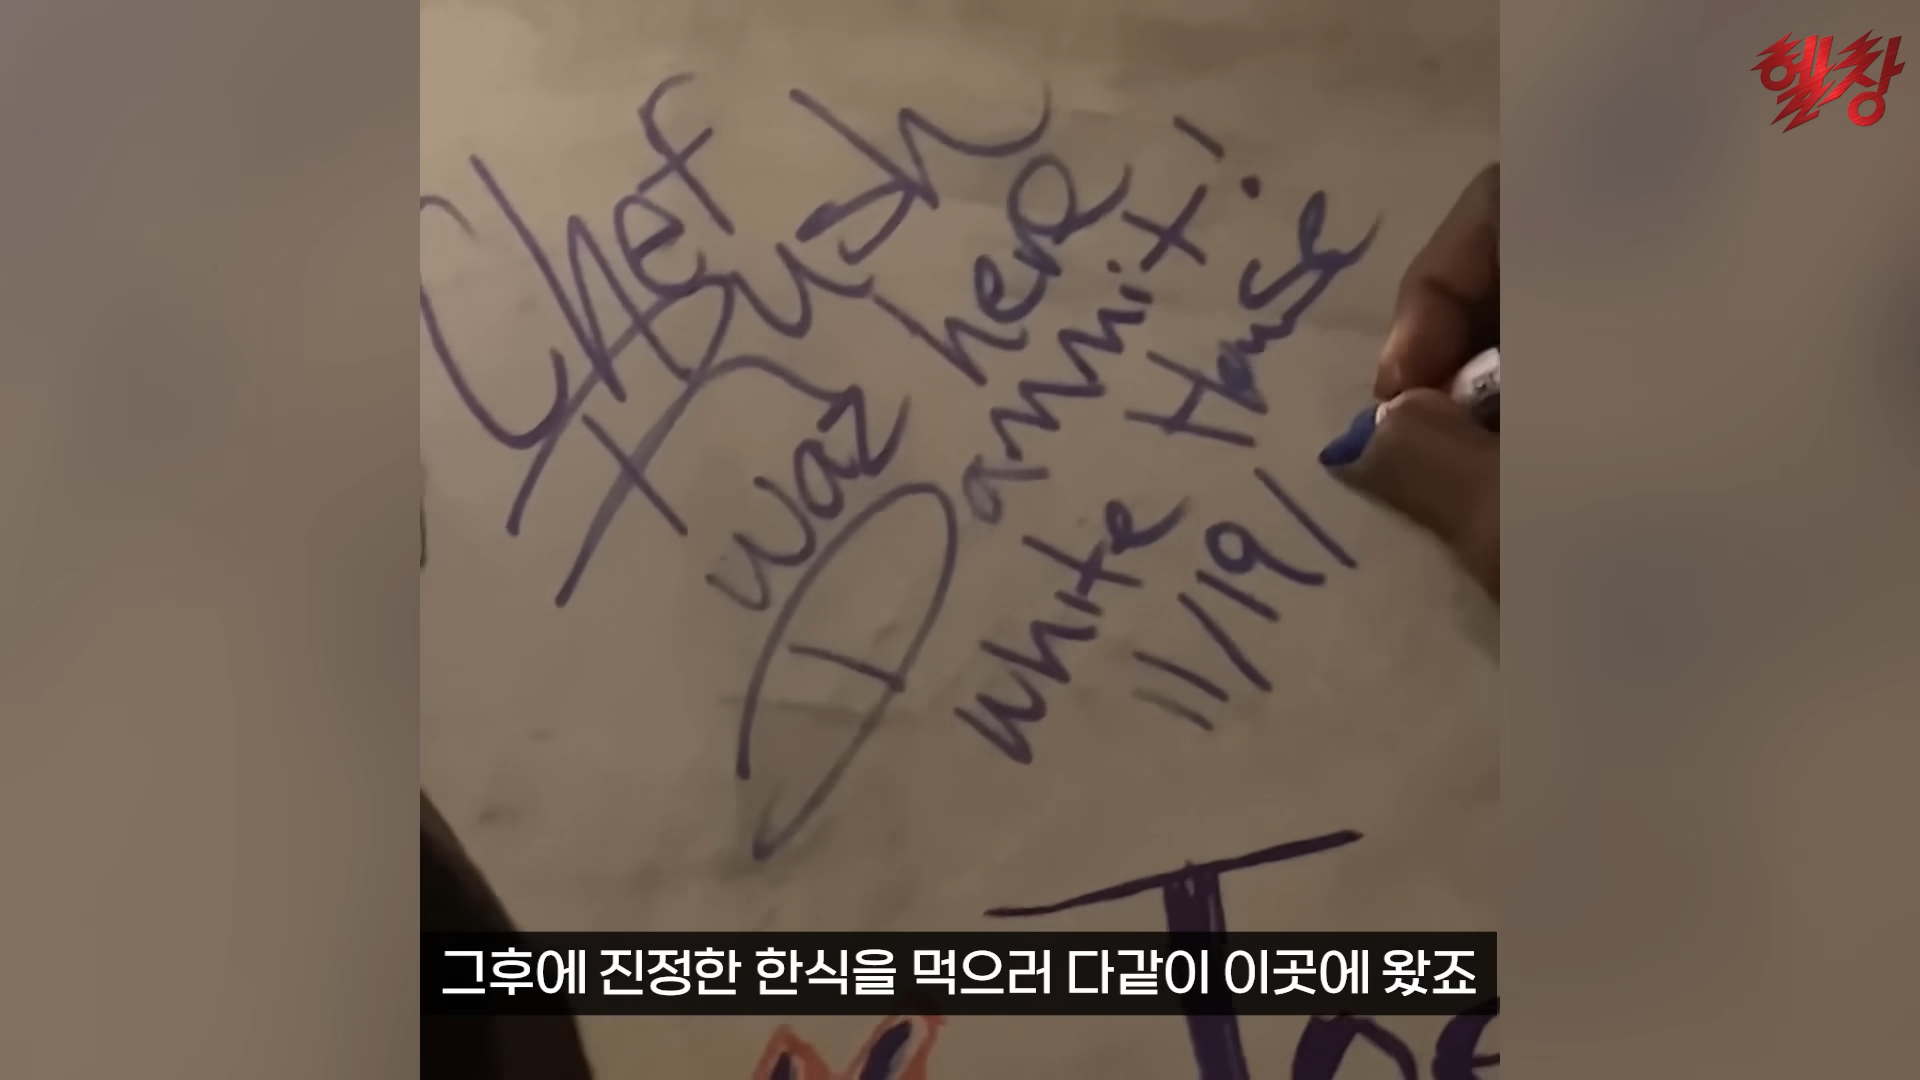 헬창
Chef Rush
waz here
Dammit!
White House
11/19/
T
그후에 진정한 한식을 먹으러 다같이 이곳에 왔죠